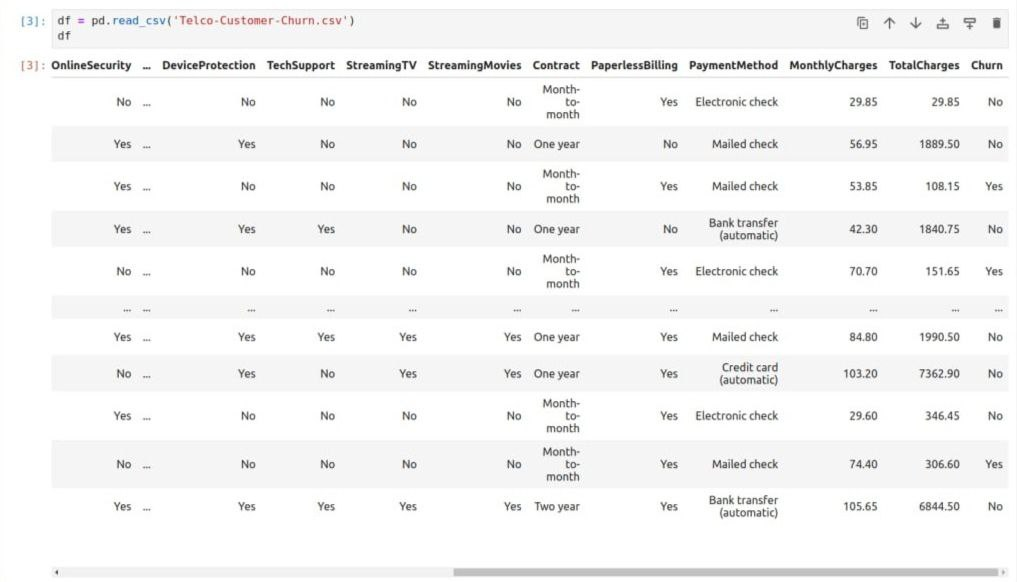 [3]: df = pd.read_csv('Telco-Customer-Churn.csv')
df
[3]: OnlineSecurity ... DeviceProtection TechSupport StreamingTV StreamingMovies Contract PaperlessBilling PaymentMethod MonthlyCharges TotalCharges Churn
No ... No No No No Month-to-month Yes Electronic check 29.85 29.85 No
Yes ... Yes No No No One year No Mailed check 56.95 1889.50 No
Yes ... No No No No Month-to-month Yes Mailed check 53.85 108.15 Yes
Yes ... Yes Yes No No One year No Bank transfer (automatic) 42.30 1840.75 No
No ... No No No No Month-to-month Yes Electronic check 70.70 151.65 Yes
... ... ... ... ... ... ... ... ... ... ... ...
Yes ... Yes Yes Yes Yes One year Yes Mailed check 84.80 1990.50 No
No ... Yes No Yes Yes One year Yes Credit card (automatic) 103.20 7362.90 No
Yes ... No No No No Month-to-month Yes Electronic check 29.60 346.45 No
No ... No No No No Month-to-month Yes Mailed check 74.40 306.60 Yes
Yes ... Yes Yes Yes Yes Two year Yes Bank transfer (automatic) 105.65 6844.50 No